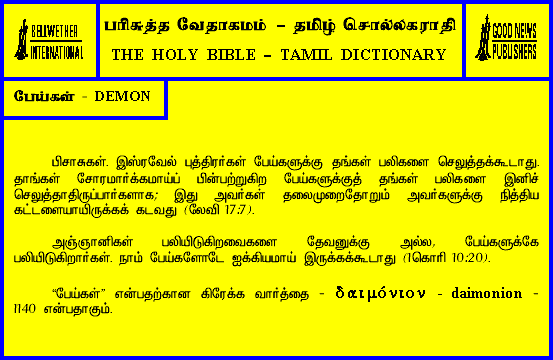 BELLWETHER
INTERNATIONAL
பரிசுத்த வேதாகமம் – தமிழ் சொல்லகராதி
THE HOLY BIBLE – TAMIL DICTIONARY
GOOD NEWS
PUBLISHERS
பேய்கள் - DEMON
பிசாசுகள். இஸ்ரவேல் புத்திரர்கள் பேய்களுக்கு தங்கள் பலிகளை செலுத்தக்கூடாது.
தாங்கள் சோரமார்க்கமாய்ப் பின்பற்றுகிற பேய்களுக்குத் தங்கள் பலிகளை இனிச்
செலுத்தாதிருப்பார்களாக; இது அவர்கள் தலைமுறைதோறும் அவர்களுக்கு நித்திய
கட்டளையாயிருக்கக் கடவது (லேவி 17:7).
அஞ்ஞானிகள் பலியிடுகிறவைகளை தேவனுக்கு அல்ல, பேய்களுக்கே
பலியிடுகிறார்கள். நாம் பேய்களோடே ஐக்கியமாய் இருக்கக்கூடாது (1கொரி 10:20).
“பேய்கள்” என்பதற்கான கிரேக்க வார்த்தை - δαιμόνιον - daimonion -
1140 என்பதாகும்.